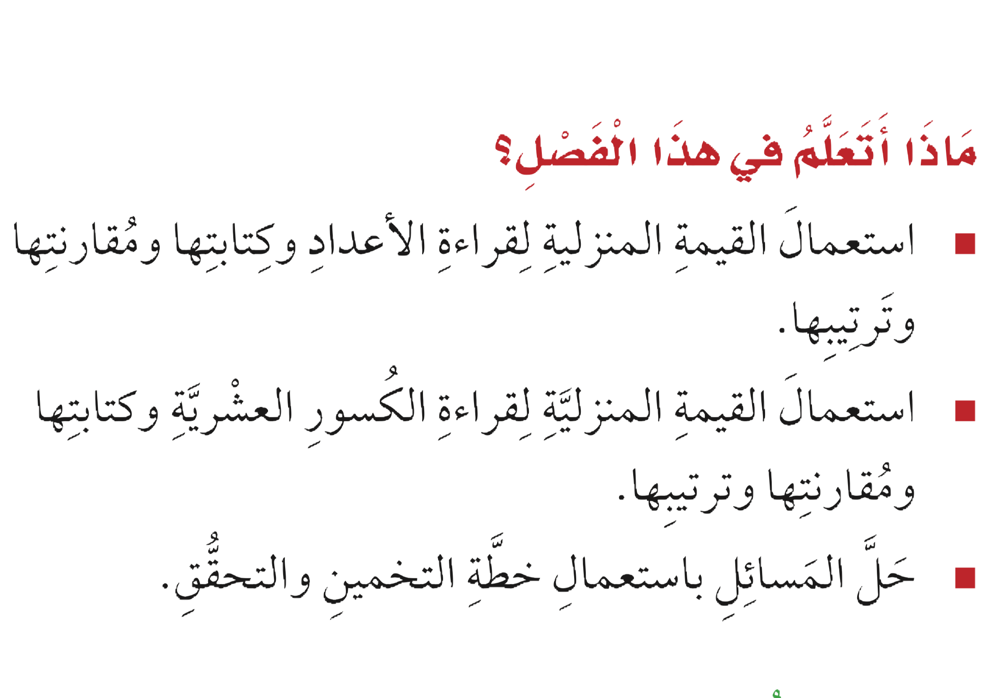 مَاذَا أَتَعَلَّمُ في هذَا الْفَصْلِ؟
استعمالَ القيمةِ المنزليةِ لِقراءةِ الأعدادِ وكِتابتِها ومُقارنتِها
وتَرتِيبِها.
استعمالَ القيمةِ المنزليَّةِ لِقراءةِ الكُسورِ العشْريَّةِ وكتابتِها
ومُقارنتِها وترتيبِها.
حَلَّ المَسائِلِ باستعمالِ خطَّةِ التخمينِ والتحقُّقِ.